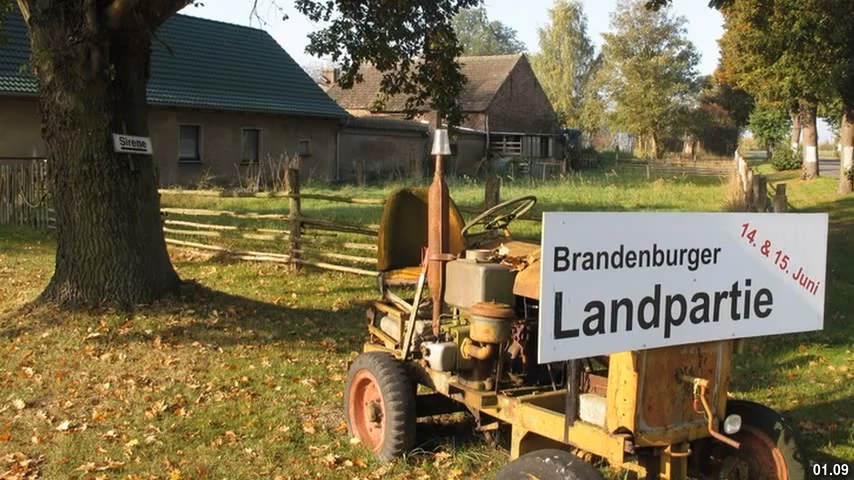 Sirene
Brandenburger
14. & 15. Juni
Landpartie
01.09